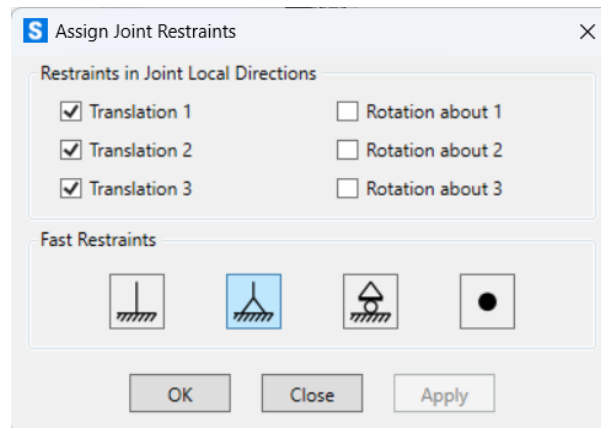 S Assign Joint Restraints
Restraints in Joint Local Directions
Translation 1
Rotation about 1
Translation 2
Rotation about 2
Translation 3
Rotation about 3
Fast Restraints
OK
Close
Apply